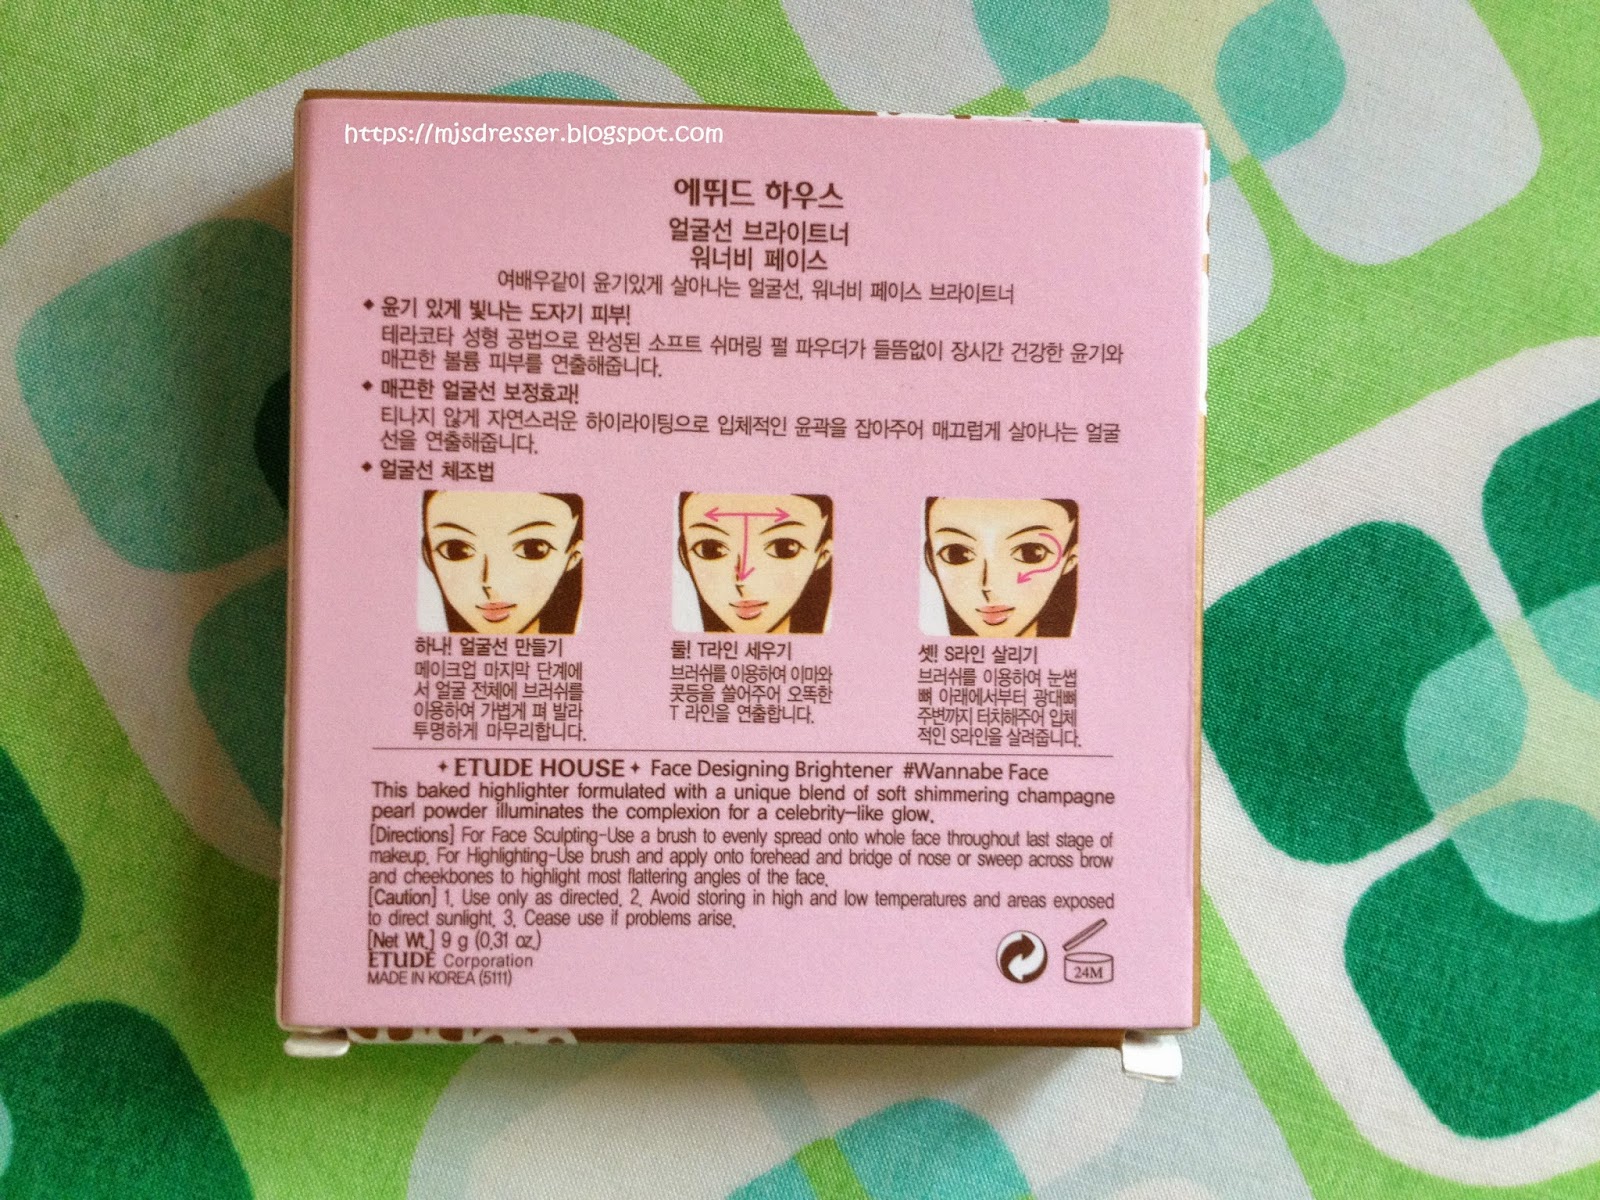 https://mjsdresser.blogspot.com
에뛰드 하우스
얼굴선 브라이트너
워너비 페이스
여배우같이 윤기있게 살아나는 얼굴선, 워너비 페이스 브라이트너
◆ 윤기 있게 빛나는 도자기 피부!
테라코타 성형 공법으로 완성된 소프트 쉬머링 펄 파우더가 들뜸없이 장시간 건강한 윤기와
매끈한 볼륨 피부를 연출해줍니다.
◆ 매끈한 얼굴선 보정효과!
티나지 않게 자연스러운 하이라이팅으로 입체적인 윤곽을 잡아주어 매끄럽게 살아나는 얼굴
선을 연출해줍니다.
◆ 얼굴선 체조법
하나! 얼굴선 만들기
메이크업 마지막 단계에
서 얼굴 전체에 브러쉬를
이용하여 가볍게 펴 발라
투명하게 마무리합니다.
둘! T라인 세우기
브러쉬를 이용하여 이마와
콧등을 쓸어주어 오똑한
T 라인을 연출합니다.
셋! S라인 살리기
브러쉬를 이용하여 눈썹
뼈 아래에서부터 광대뼈
주변까지 터치해주어 입체
적인 S라인을 살려줍니다.
✦ ETUDE HOUSE ✦ Face Designing Brightener #Wannabe Face
This baked highlighter formulated with a unique blend of soft shimmering champagne
pearl powder illuminates the complexion for a celebrity-like glow.
[Directions] For Face Sculpting-Use a brush to evenly spread onto whole face throughout last stage of
makeup. For Highlighting-Use brush and apply onto forehead and bridge of nose or sweep across brow
and cheekbones to highlight most flattering angles of the face.
[Caution] 1. Use only as directed. 2. Avoid storing in high and low temperatures and areas exposed
to direct sunlight. 3. Cease use if problems arise.
[Net Wt.] 9 g (0.31 oz.)
ETUDE Corporation
MADE IN KOREA (5111)
24M